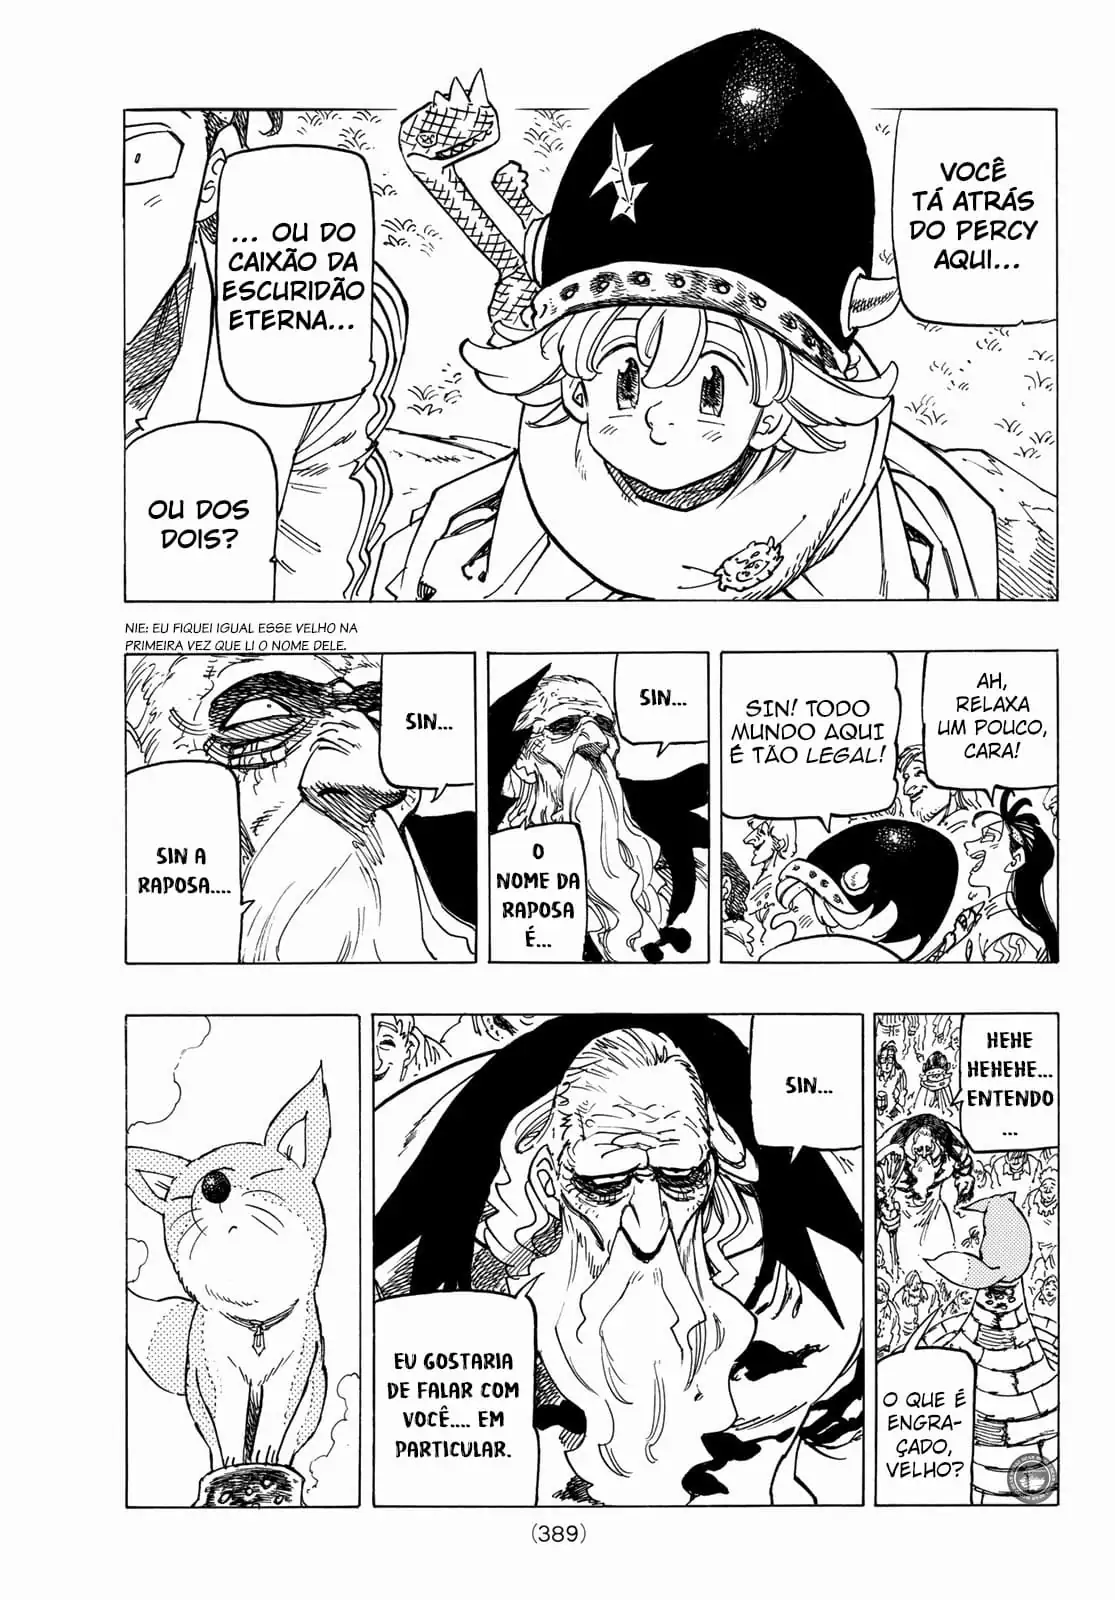 VOCÊ
TÁ ATRÁS
DO PERCY
AQUI...
... OU DO
CAIXÃO DA
ESCURIDÃO
ETERNA...
OU DOS
DOIS?
NIE: EU FIQUEI IGUAL ESSE VELHO NA
PRIMEIRA VEZ QUE LI O NOME DELE.
AH,
RELAXA
UM POUCO,
CARA!
SIN! TODO
MUNDO AQUI
É TÃO LEGAL!
SIN...
O
NOME DA
RAPOSA
É...
SIN...
SIN A
RAPOSA....
HEHE
HEHEHE...
ENTENDO
...
O QUE É
ENGRA-
ÇADO,
VELHO?
SIN...
EU GOSTARIA
DE FALAR COM
VOCÊ.... EM
PARTICULAR.
(389)